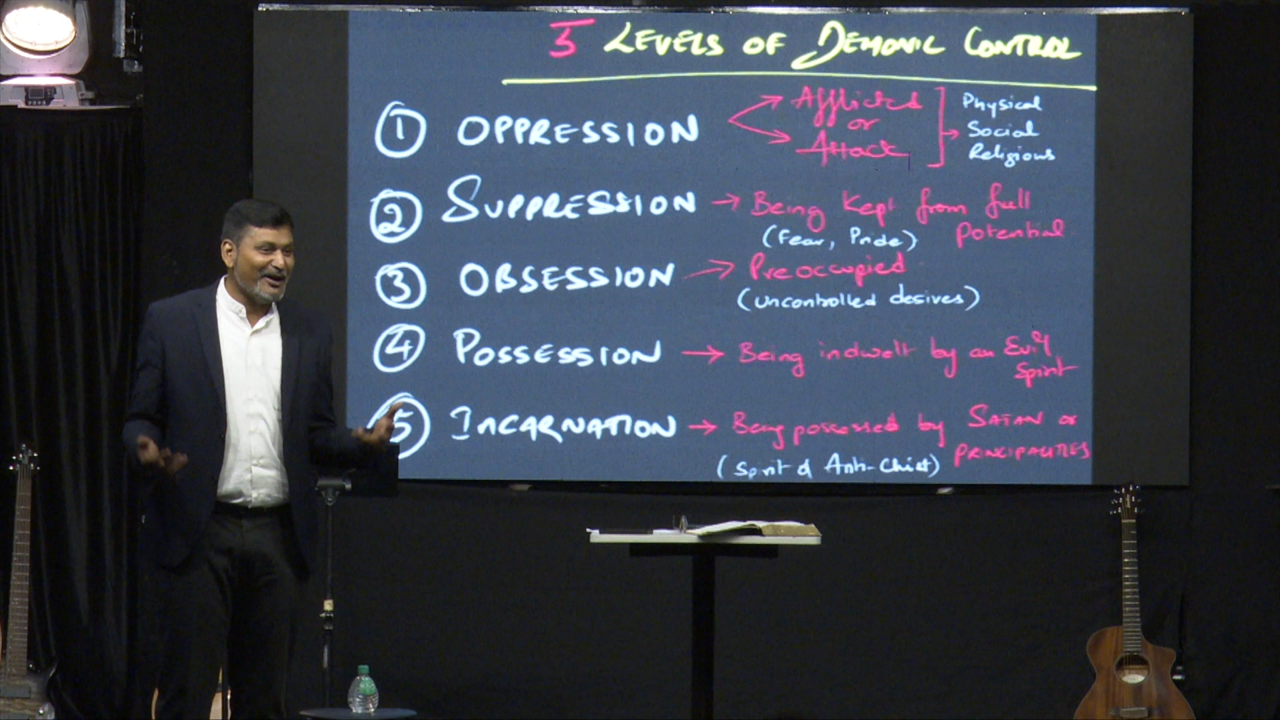 5 LEVELS OF DEMONIC CONTROL
1 OPPRESSION → Afflicted or Attack → Physical Social Religious
2 SUPPRESSION → Being kept from full potential
(Fear, Pride)
3 OBSESSION → Preoccupied
(uncontrolled desires)
4 POSSESSION → Being indwelt by an Evil Spirit
5 INCARNATION → Being possessed by SATAN or PRINCIPALITIES
(Spirit of Anti-Christ)